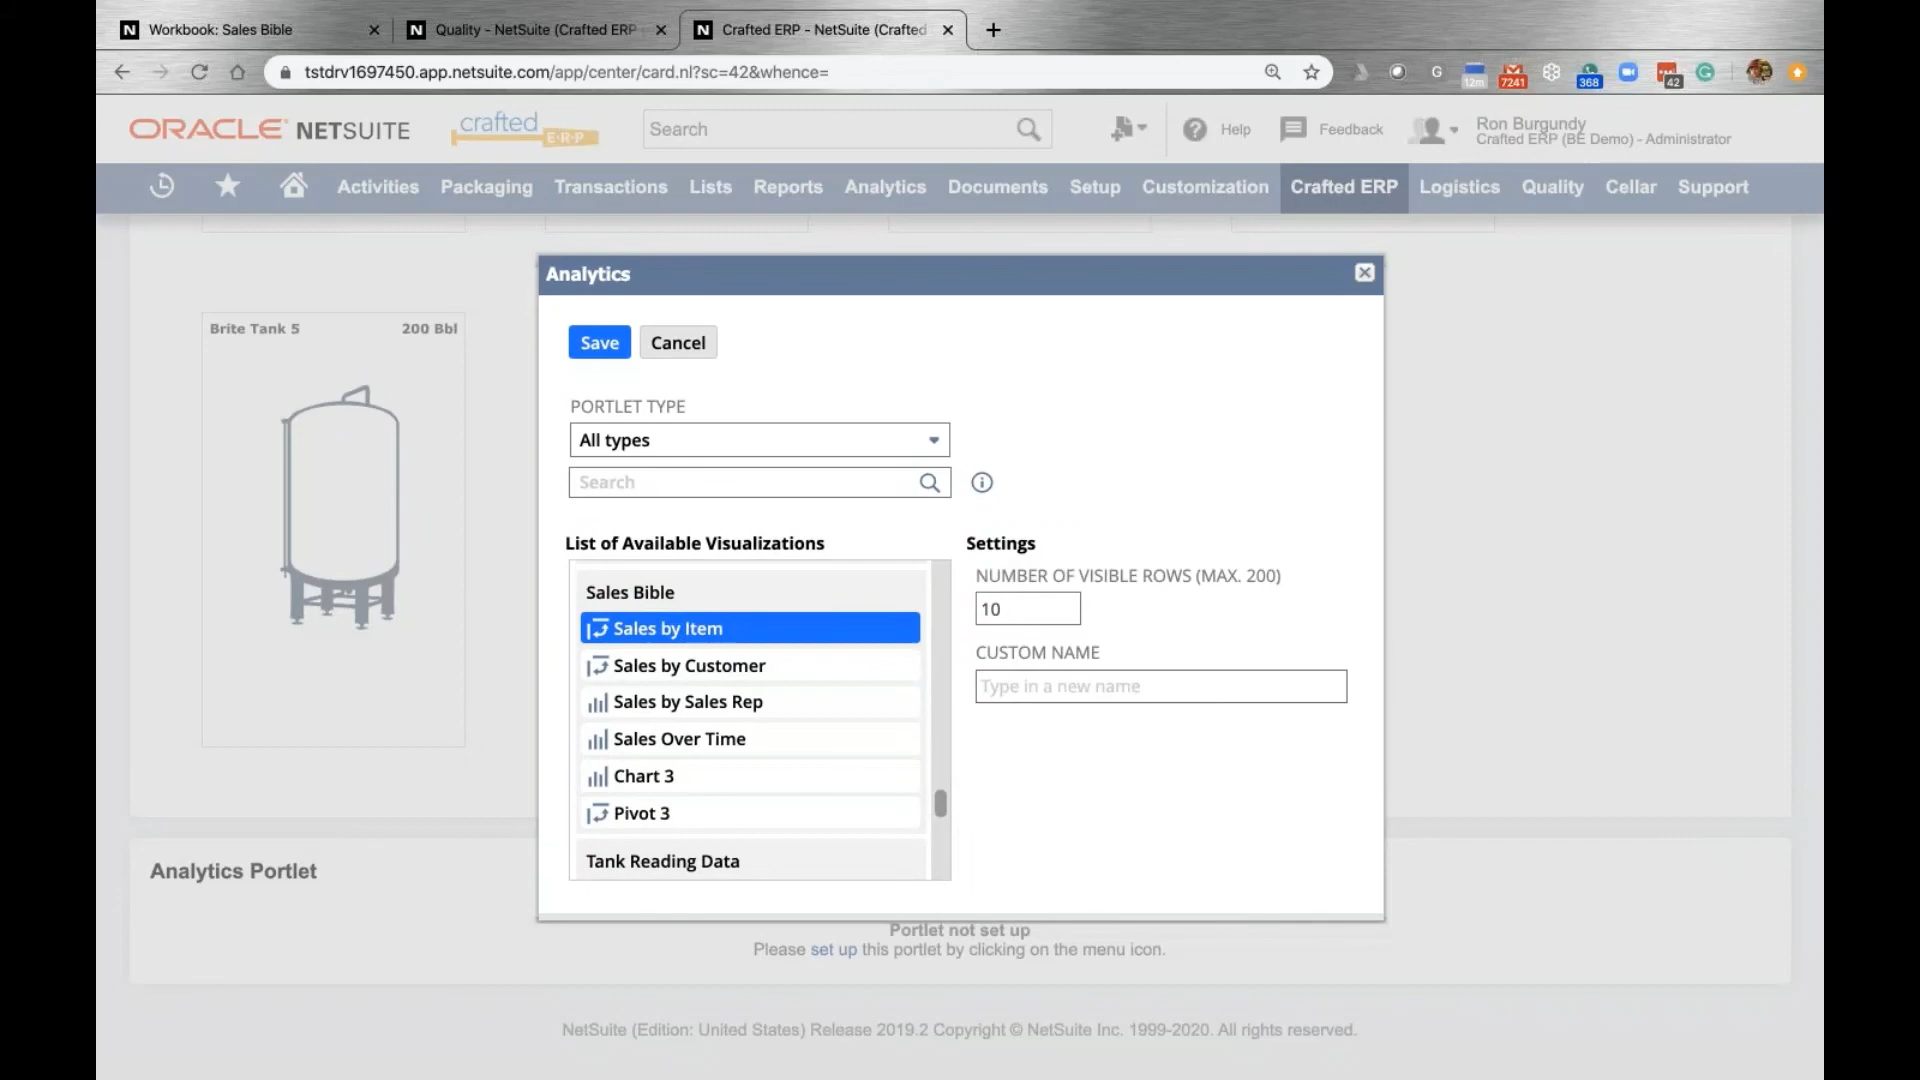 Workbook: Sales Bible
Quality - NetSuite (Crafted ERP
Crafted ERP - NetSuite (Crafted
tstdrv1697450.app.netsuite.com/app/center/card.nl?sc=42&whence=
G
12m
7241
368
42
ORACLE NETSUITE
crafted
E·R·P
Search
Help
Feedback
Ron Burgundy
Crafted ERP (BE Demo) - Administrator
Activities
Packaging
Transactions
Lists
Reports
Analytics
Documents
Setup
Customization
Crafted ERP
Logistics
Quality
Cellar
Support
Brite Tank 5
200 Bbl
Analytics
Save
Cancel
PORTLET TYPE
All types
Search
List of Available Visualizations
Settings
Sales Bible
Sales by Item
Sales by Customer
Sales by Sales Rep
Sales Over Time
Chart 3
Pivot 3
Tank Reading Data
NUMBER OF VISIBLE ROWS (MAX. 200)
10
CUSTOM NAME
Type in a new name
Analytics Portlet
Portlet not set up
Please set up this portlet by clicking on the menu icon.
NetSuite (Edition: United States) Release 2019.2 Copyright © NetSuite Inc. 1999-2020. All rights reserved.